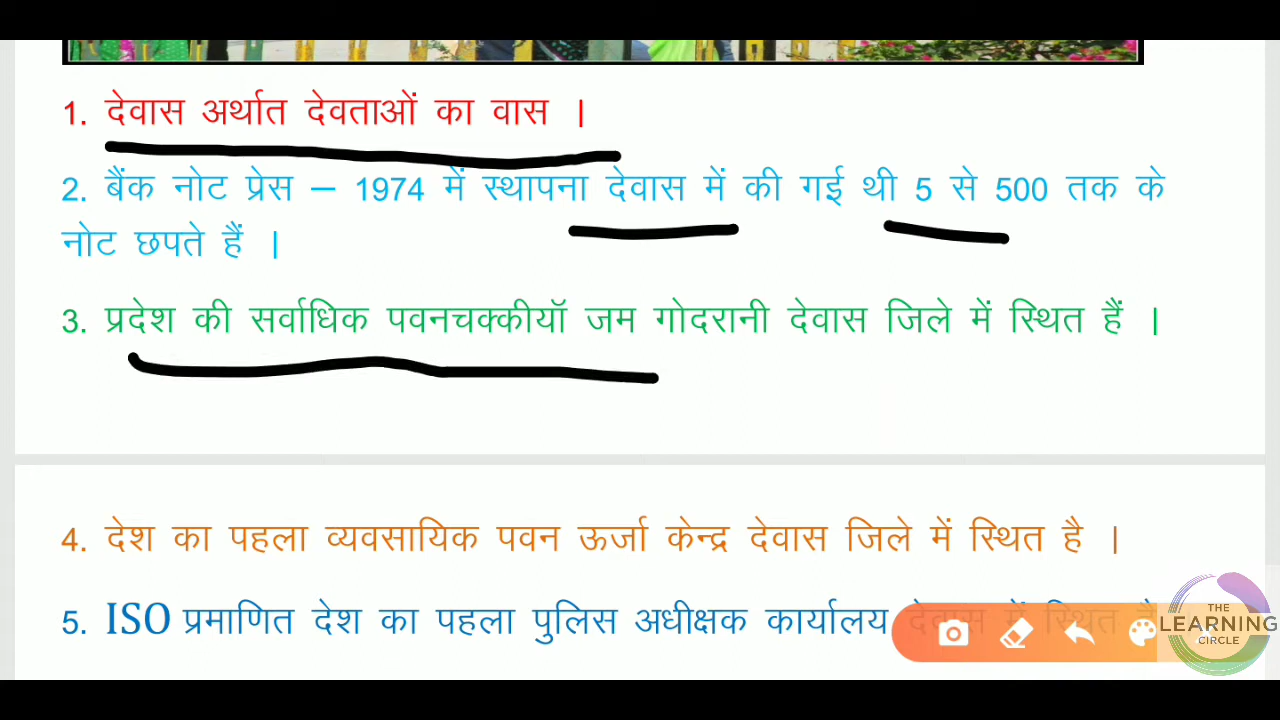 1. देवास अर्थात देवताओं का वास ।
2. बैंक नोट प्रेस – 1974 में स्थापना देवास में की गई थी 5 से 500 तक के
नोट छपते हैं ।
3. प्रदेश की सर्वाधिक पवनचक्कीयॉ जम गोदरानी देवास जिले में स्थित हैं ।
4. देश का पहला व्यवसायिक पवन ऊर्जा केन्द्र देवास जिले में स्थित है ।
5. ISO प्रमाणित देश का पहला पुलिस अधीक्षक कार्यालय देवास में स्थित है
THE
LEARNING
CIRCLE